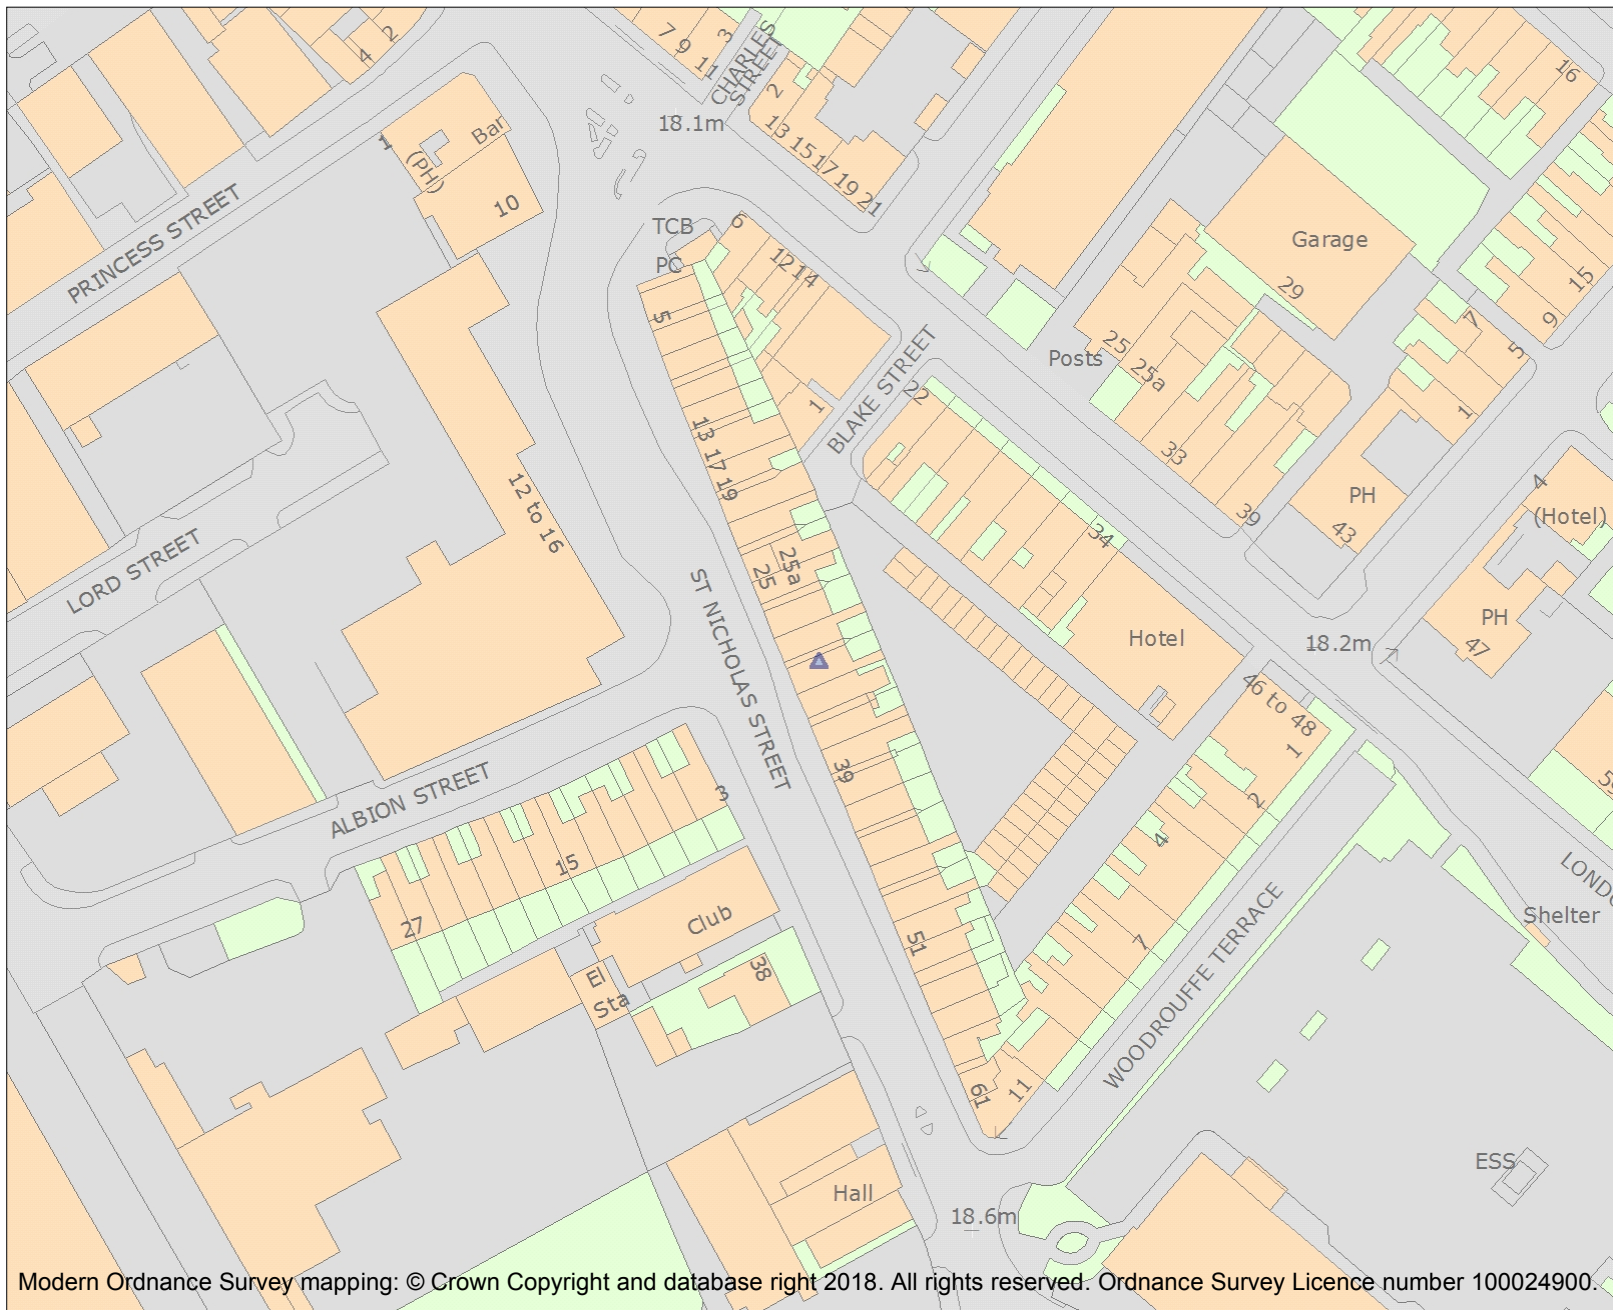 2
4
7
9
11
3
CHARLES
STREET
2
18.1m
13
15
17
19
21
16
1
Bar
(PH)
10
PRINCESS STREET
TCB
PC
6
12
14
Garage
29
15
9
7
5
1
5
Posts
25
25a
33
39
PH
43
22
BLAKE STREET
1
13
17
19
12 to 16
LORD STREET
34
4
(Hotel)
PH
47
25
25a
ST NICHOLAS STREET
Hotel
18.2m
46 to 48
1
2
4
7
11
39
3
ALBION STREET
15
27
Club
38
El
Sta
51
61
WOODROUFFE TERRACE
Shelter
ESS
Hall
18.6m
Modern Ordnance Survey mapping: © Crown Copyright and database right 2018. All rights reserved. Ordnance Survey Licence number 100024900.